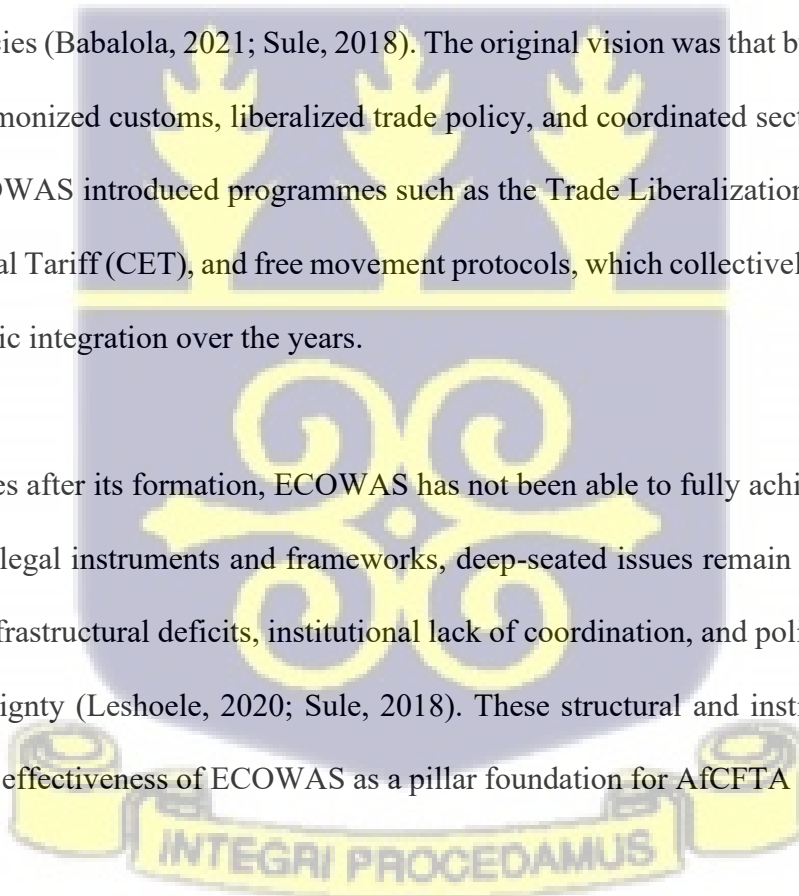 cies (Babalola, 2021; Sule, 2018). The original vision was that b
monized customs, liberalized trade policy, and coordinated sect
OWAS introduced programmes such as the Trade Liberalization
al Tariff (CET), and free movement protocols, which collectivel
ic integration over the years.
es after its formation, ECOWAS has not been able to fully achi
legal instruments and frameworks, deep-seated issues remain
frastructural deficits, institutional lack of coordination, and poli
ignty (Leshoele, 2020; Sule, 2018). These structural and insti
effectiveness of ECOWAS as a pillar foundation for AfCFTA
INTEGRI PROCEDAMUS